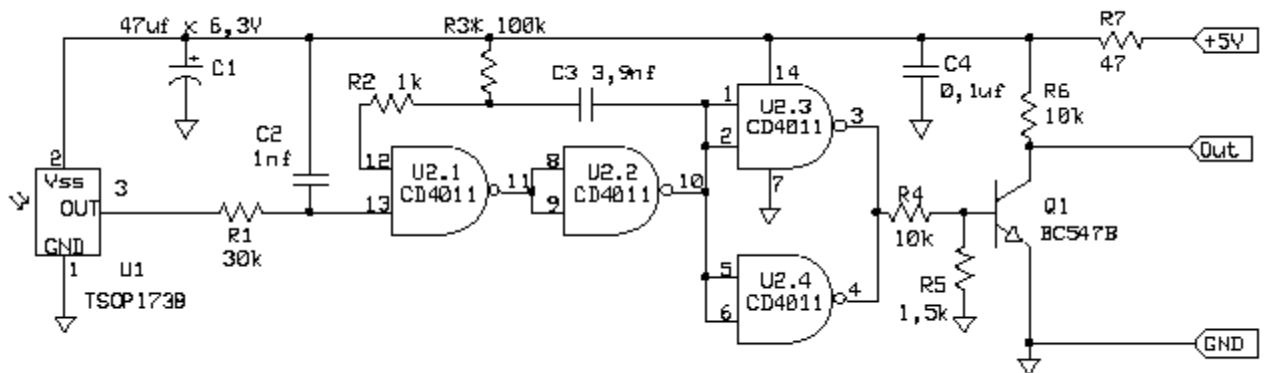 47uf x 6,3V
R3* 100k
R7
+5V
47
C1
R2 1k
C3 3,9nf
14
C4
0,1uf
R6
10k
1
U2.3
CD4011
3
2
C2
1nf
12
U2.1
CD4011
11
8
U2.2
CD4011
10
9
13
7
Out
2
Vss
OUT
3
GND
1
R1
30k
U1
TSOP1738
R4
10k
Q1
BC547B
5
U2.4
CD4011
4
6
R5
1,5k
GND